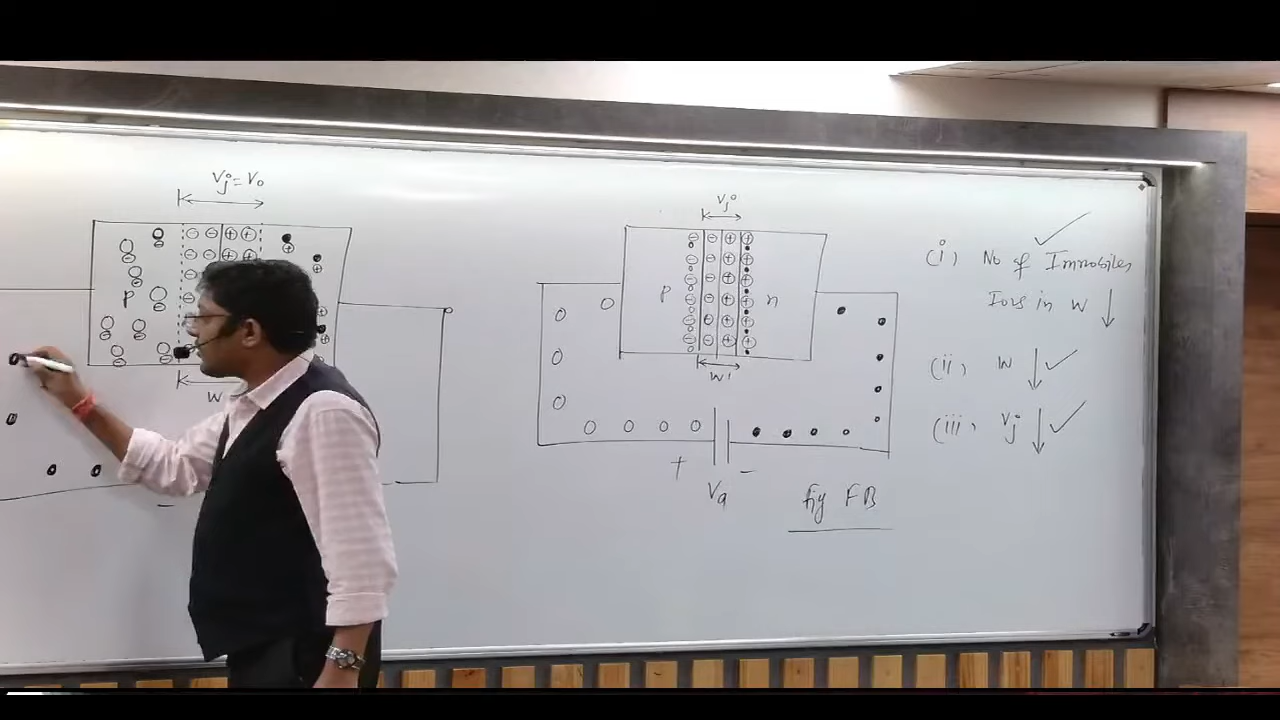 Vj = V0
p
W
-
Vj
p
n
W'
+
-
Va
fig FB
(i), No of Immobiles
Ions in W ↓
(ii), W ↓ ✓
(iii), Vj ↓ ✓